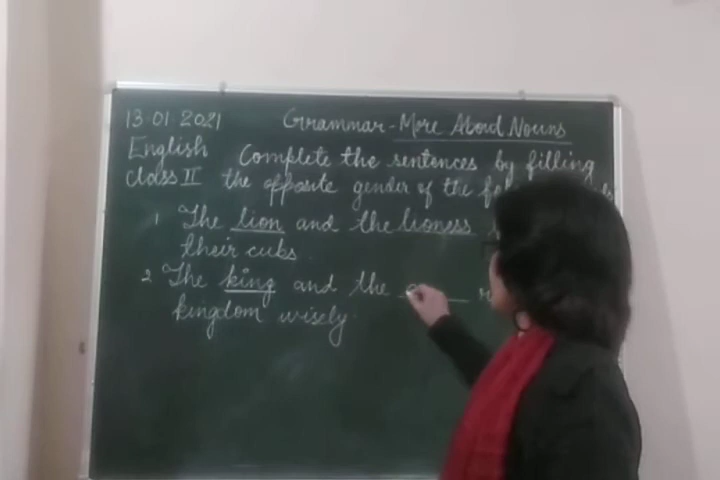 13.01.2021 Grammar - More About Nouns
English Complete the sentences by filling
class II the opposite gender of the
1 The lion and the lioness
their cubs.
2 The king and the
kingdom wisely.